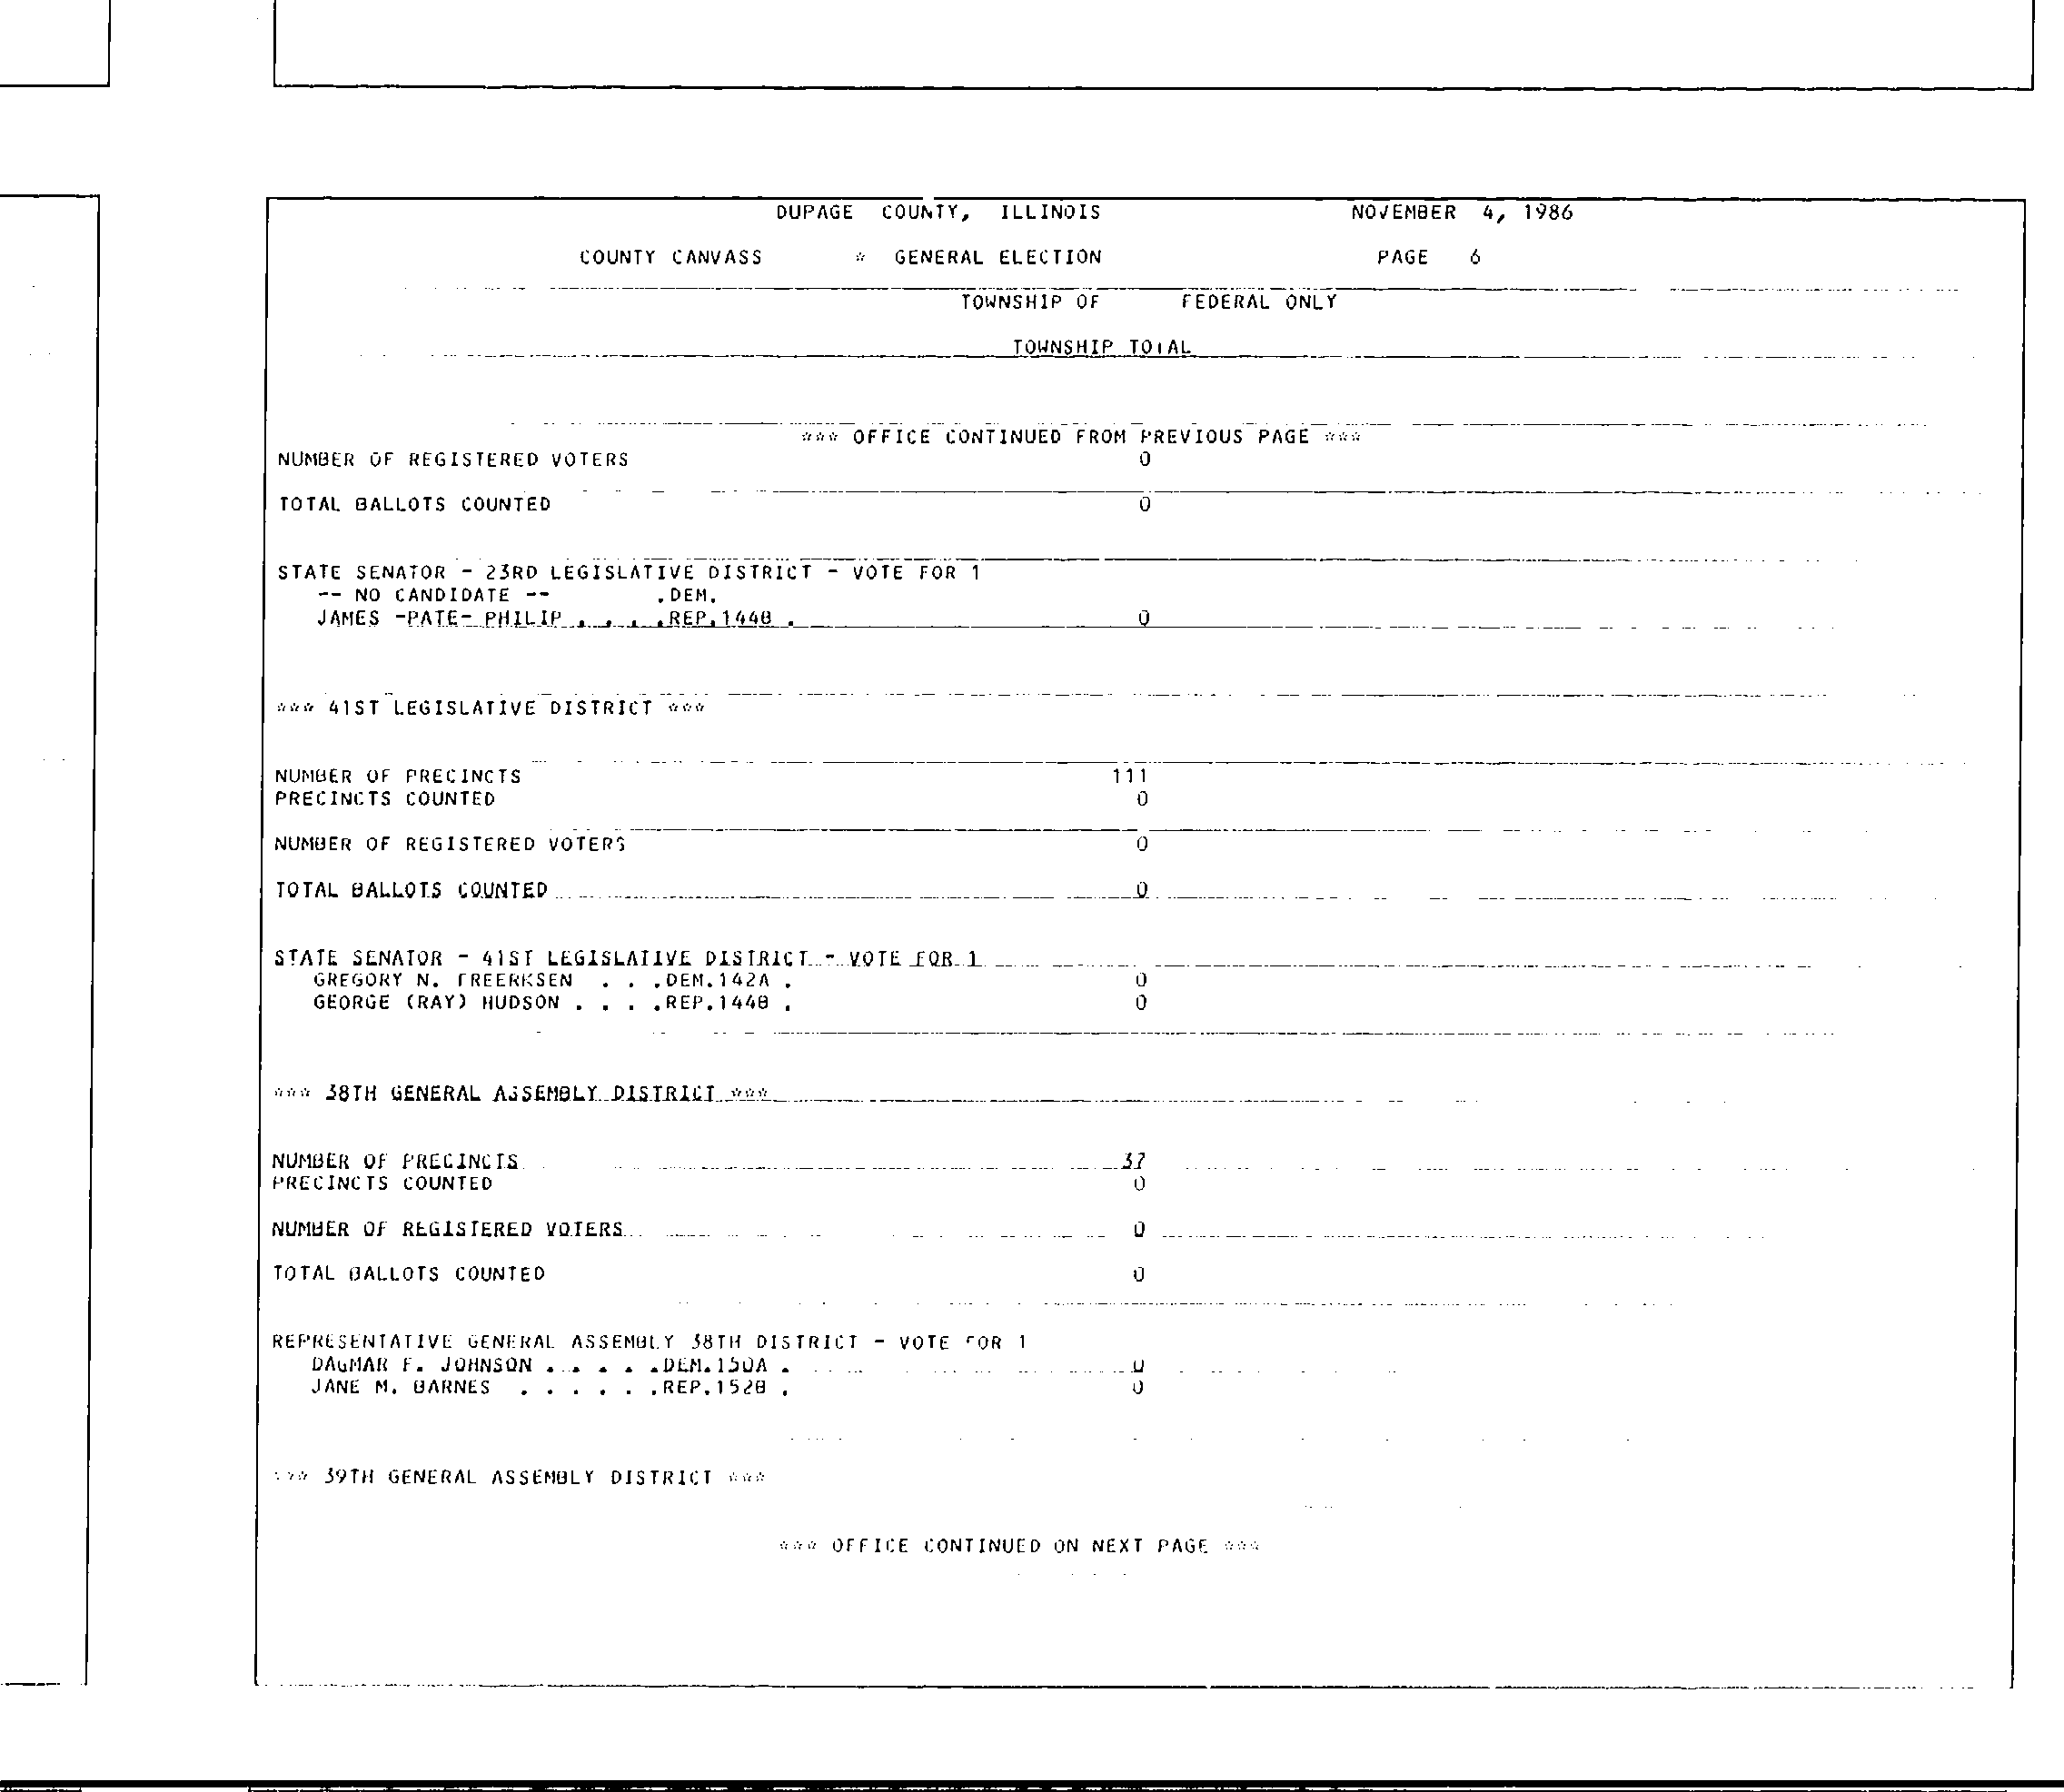 DUPAGE COUNTY, ILLINOIS NOVEMBER 4, 1986
COUNTY CANVASS * GENERAL ELECTION PAGE 6
TOWNSHIP OF FEDERAL ONLY
TOWNSHIP TOTAL
*** OFFICE CONTINUED FROM PREVIOUS PAGE ***
NUMBER OF REGISTERED VOTERS 0
TOTAL BALLOTS COUNTED 0
STATE SENATOR - 23RD LEGISLATIVE DISTRICT - VOTE FOR 1
-- NO CANDIDATE -- .DEM.
JAMES -PATE- PHILIP . . . .REP.144B . 0
*** 41ST LEGISLATIVE DISTRICT ***
NUMBER OF PRECINCTS 111
PRECINCTS COUNTED 0
NUMBER OF REGISTERED VOTERS 0
TOTAL BALLOTS COUNTED 0
STATE SENATOR - 41ST LEGISLATIVE DISTRICT - VOTE FOR 1
GREGORY N. FREERKSEN . . .DEM.142A . 0
GEORGE (RAY) HUDSON . . . .REP.144B . 0
*** 38TH GENERAL ASSEMBLY DISTRICT ***
NUMBER OF PRECINCTS 37
PRECINCTS COUNTED 0
NUMBER OF REGISTERED VOTERS 0
TOTAL BALLOTS COUNTED 0
REPRESENTATIVE GENERAL ASSEMBLY 38TH DISTRICT - VOTE FOR 1
DAGMAR F. JOHNSON . . . . .DEM.150A . 0
JANE M. BARNES . . . . . .REP.152B . 0
*** 39TH GENERAL ASSEMBLY DISTRICT ***
*** OFFICE CONTINUED ON NEXT PAGE ***